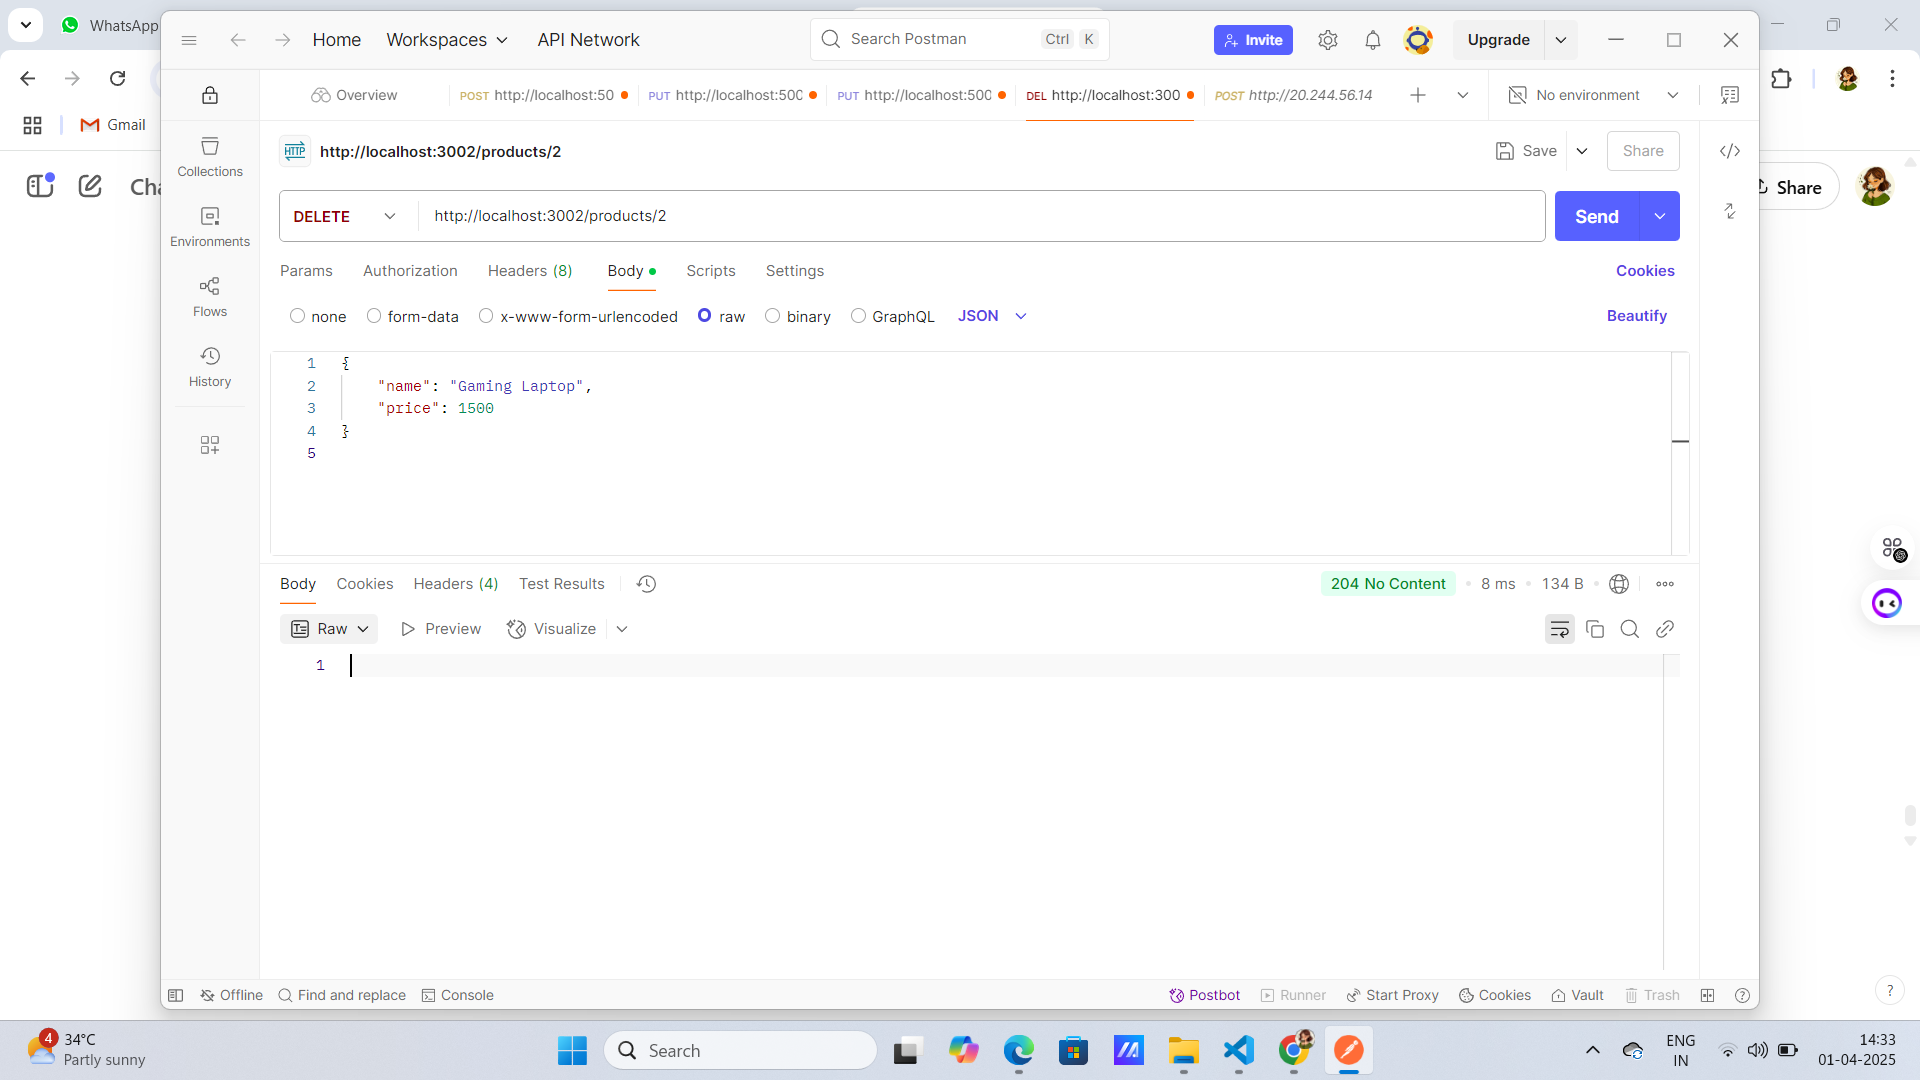 WhatsApp
Home
Workspaces
API Network
Search Postman
Ctrl
K
Invite
Upgrade
Overview
POST http://localhost:50
PUT http://localhost:500
PUT http://localhost:500
DEL http://localhost:300
POST http://20.244.56.14
No environment
Gmail
HTTP http://localhost:3002/products/2
Save
Share
Collections
Cha
Share
DELETE
http://localhost:3002/products/2
Send
Environments
Params
Authorization
Headers (8)
Body
Scripts
Settings
Cookies
Flows
none
form-data
x-www-form-urlencoded
raw
binary
GraphQL
JSON
Beautify
History
1 {
2 "name": "Gaming Laptop",
3 "price": 1500
4 }
5
Body
Cookies
Headers (4)
Test Results
204 No Content
8 ms
134 B
Raw
Preview
Visualize
1
Offline
Find and replace
Console
Postbot
Runner
Start Proxy
Cookies
Vault
Trash
?
4
34°C
Partly sunny
Search
ENG
IN
14:33
01-04-2025